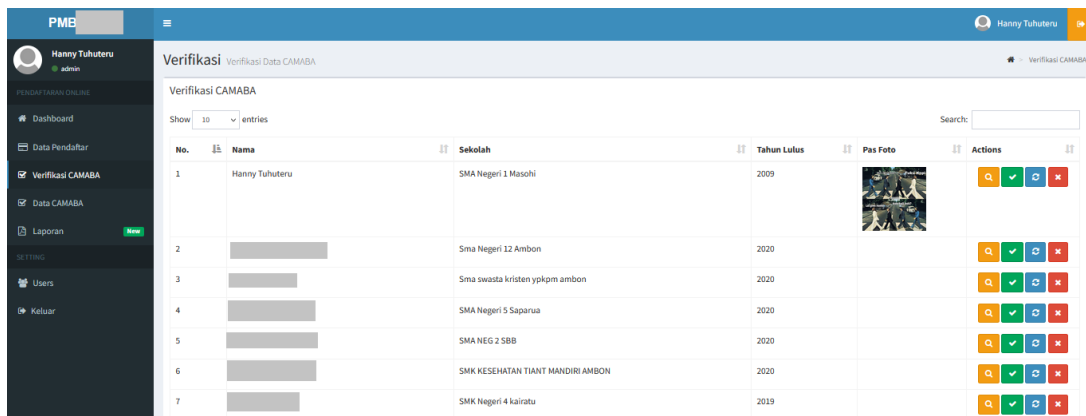 PMB
Hanny Tuhuteru
Hanny Tuhuteru
admin
Verifikasi Verifikasi Data CAMABA
Verifikasi CAMABA
PENDAFTARAN ONLINE
Dashboard
Data Pendaftar
Verifikasi CAMABA
Data CAMABA
Laporan New
SETTING
Users
Keluar
Verifikasi CAMABA
Show 10 entries
Search:
No. Nama Sekolah Tahun Lulus Pas Foto Actions
1 Hanny Tuhuteru SMA Negeri 1 Masohi 2009
2 Sma Negeri 12 Ambon 2020
3 Sma swasta kristen ypkpm ambon 2020
4 SMA Negeri 5 Saparua 2020
5 SMA NEG 2 SBB 2020
6 SMK KESEHATAN TIANT MANDIRI AMBON 2020
7 SMK Negeri 4 kairatu 2019